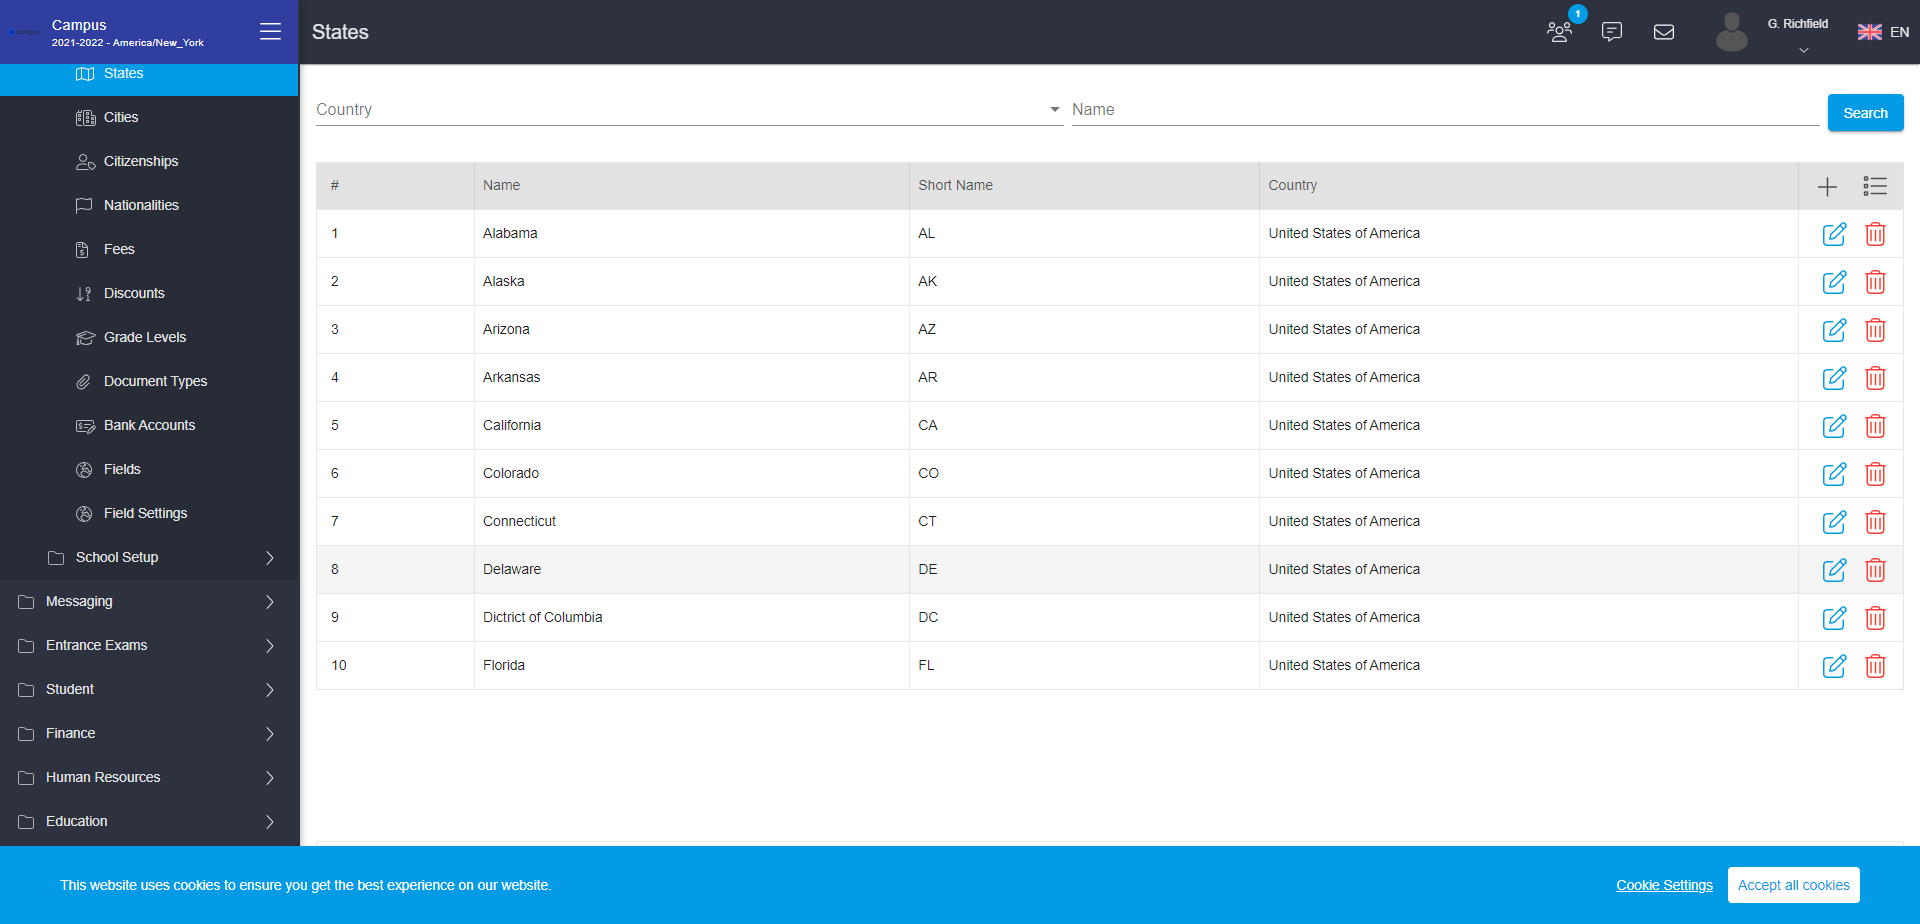 Campus
2021-2022 - America/New_York
States
1
G. Richfield
EN
States
Cities
Citizenships
Nationalities
Fees
Discounts
Grade Levels
Document Types
Bank Accounts
Fields
Field Settings
School Setup
Messaging
Entrance Exams
Student
Finance
Human Resources
Education
Country Name Search
# Name Short Name Country
1 Alabama AL United States of America
2 Alaska AK United States of America
3 Arizona AZ United States of America
4 Arkansas AR United States of America
5 California CA United States of America
6 Colorado CO United States of America
7 Connecticut CT United States of America
8 Delaware DE United States of America
9 Dictrict of Columbia DC United States of America
10 Florida FL United States of America
This website uses cookies to ensure you get the best experience on our website.
Cookie Settings Accept all cookies